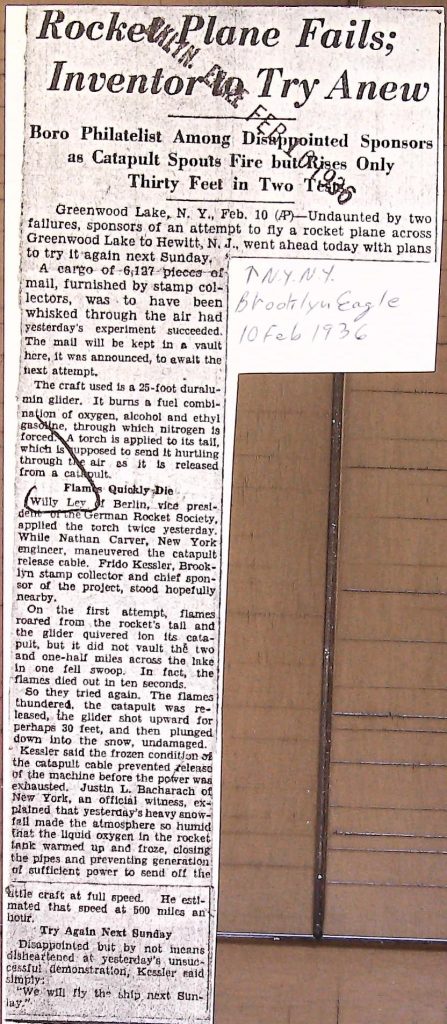 Rocket Plane Fails;
Inventor to Try Anew
BKLYN. EAGLE FEB 10 1936
Boro Philatelist Among Disappointed Sponsors
as Catapult Spouts Fire but Rises Only
Thirty Feet in Two Tests
Greenwood Lake, N. Y., Feb. 10 (AP)—Undaunted by two
failures, sponsors of an attempt to fly a rocket plane across
Greenwood Lake to Hewitt, N. J., went ahead today with plans
to try it again next Sunday.
A cargo of 6,127 pieces of
mail, furnished by stamp col-
lectors, was to have been
whisked through the air had
yesterday's experiment succeeded.
The mail will be kept in a vault
here, it was announced, to await the
next attempt.
The craft used is a 25-foot duralu-
min glider. It burns a fuel combi-
nation of oxygen, alcohol and ethyl
gasoline, through which nitrogen is
forced. A torch is applied to its tail,
which is supposed to send it hurtling
through the air as it is released
from a catapult.
Flames Quickly Die
Willy Ley of Berlin, vice presi-
dent of the German Rocket Society,
applied the torch twice yesterday.
While Nathan Carver, New York
engineer, maneuvered the catapult
release cable. Frido Kessler, Brook-
lyn stamp collector and chief spon-
sor of the project, stood hopefully
nearby.
On the first attempt, flames
roared from the rocket's tail and
the glider quivered ion its cata-
pult, but it did not vault the two
and one-half miles across the lake
in one fell swoop. In fact, the
flames died out in ten seconds.
So they tried again. The flames
thundered, the catapult was re-
leased, the glider shot upward for
perhaps 30 feet, and then plunged
down into the snow, undamaged.
Kessler said the frozen condition of
the catapult cable prevented release
of the machine before the power was
exhausted. Justin L. Bacharach of
New York, an official witness, ex-
plained that yesterday's heavy snow-
fall made the atmosphere so humid
that the liquid oxygen in the rocket
tank warmed up and froze, closing
the pipes and preventing generation
of sufficient power to send off the
little craft at full speed. He esti-
mated that speed at 500 miles an
hour.
Try Again Next Sunday
Disappointed but by not means
disheartened at yesterday's unsuc-
cessful demonstration, Kessler said
simply:
"We will fly the ship next Sun-
day."
↑ N.Y. N.Y.
Brooklyn Eagle
10 Feb 1936